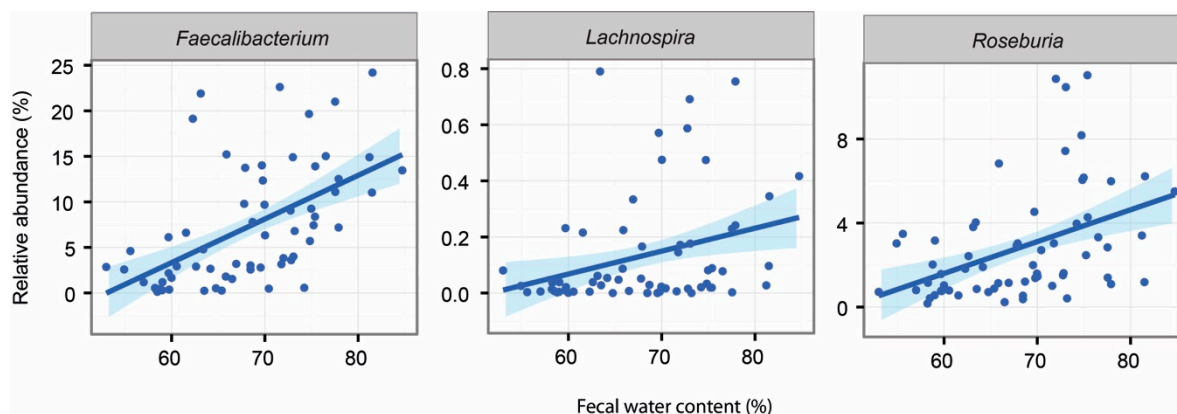 Faecalibacterium
Lachnospira
Roseburia
Relative abundance (%)
25
20
15
10
5
0
0.8
0.6
0.4
0.2
0.0
8
4
0
60 70 80
60 70 80
60 70 80
Fecal water content (%)